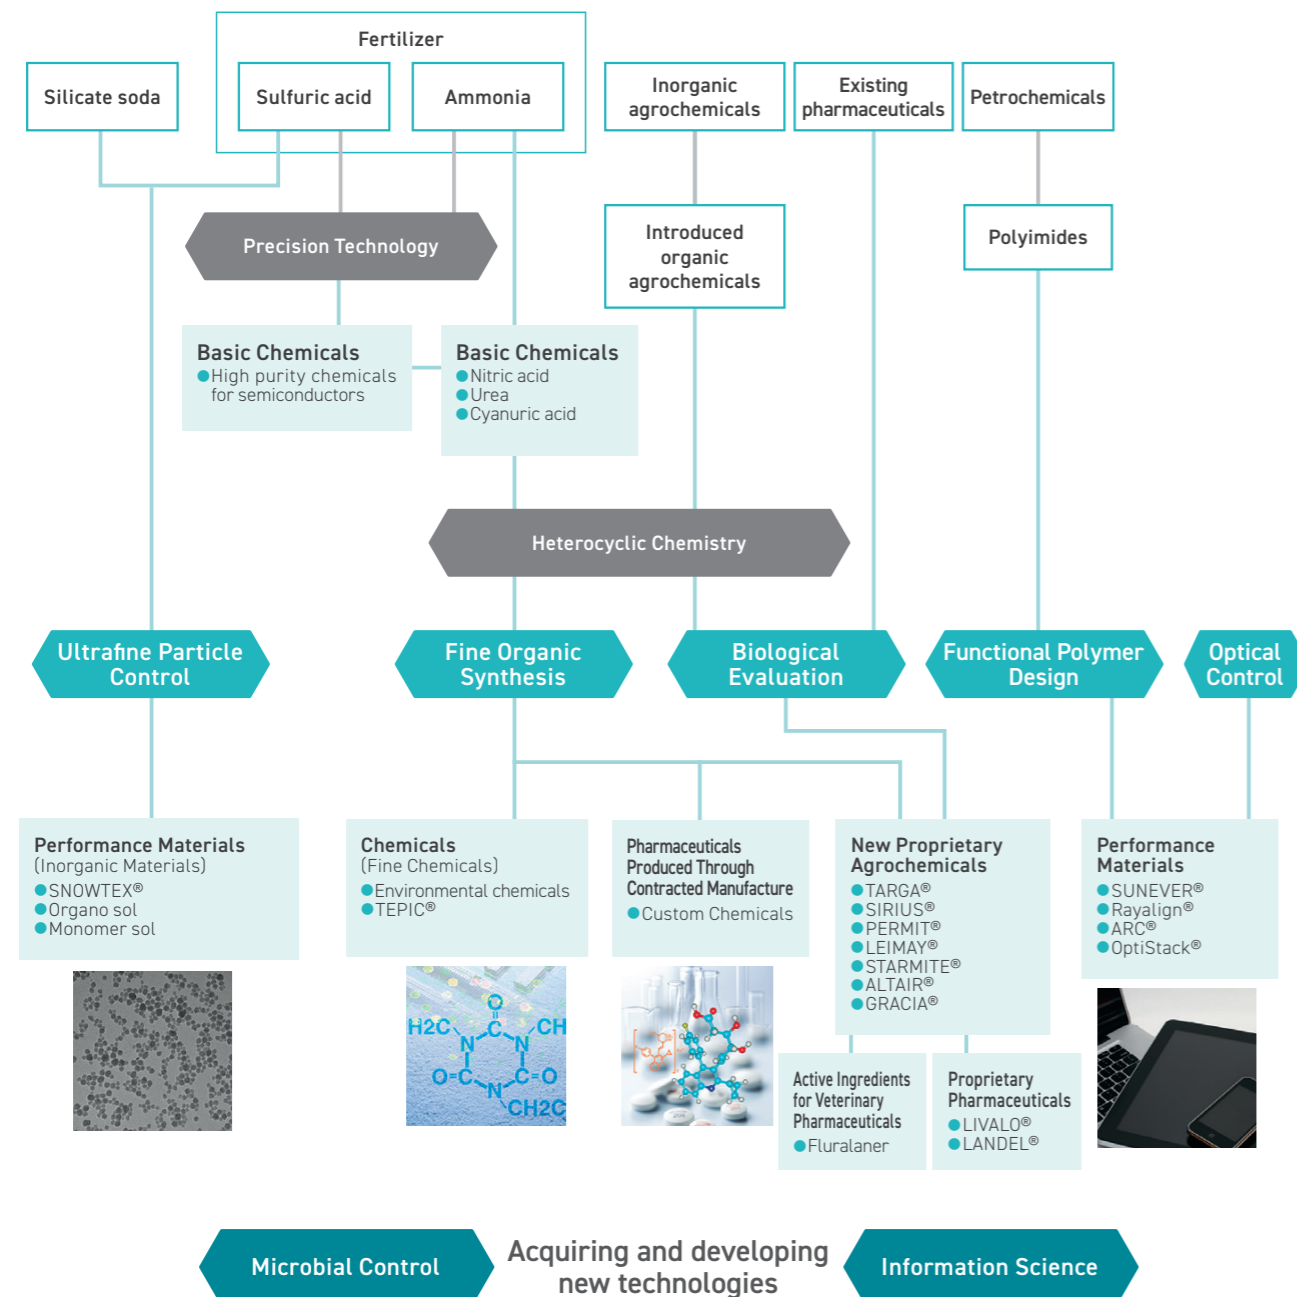 Fertilizer
Silicate soda
Sulfuric acid
Ammonia
Inorganic
agrochemicals
Existing
pharmaceuticals
Petrochemicals
Precision Technology
Introduced
organic
agrochemicals
Polyimides
Basic Chemicals
●High purity chemicals
for semiconductors
Basic Chemicals
●Nitric acid
●Urea
●Cyanuric acid
Heterocyclic Chemistry
Ultrafine Particle
Control
Fine Organic
Synthesis
Biological
Evaluation
Functional Polymer
Design
Optical
Control
Performance Materials
(Inorganic Materials)
●SNOWTEX®
●Organo sol
●Monomer sol
Chemicals
(Fine Chemicals)
●Environmental chemicals
●TEPIC®
Pharmaceuticals
Produced Through
Contracted Manufacture
●Custom Chemicals
New Proprietary
Agrochemicals
●TARGA®
●SIRIUS®
●PERMIT®
●LEIMAY®
●STARMITE®
●ALTAIR®
●GRACIA®
Performance
Materials
●SUNEVER®
●Rayalign®
●ARC®
●OptiStack®
O
H2C N C N CH
O=C C=O
N
CH2C
Active Ingredients
for Veterinary
Pharmaceuticals
●Fluralaner
Proprietary
Pharmaceuticals
●LIVALO®
●LANDEL®
Microbial Control
Acquiring and developing
new technologies
Information Science